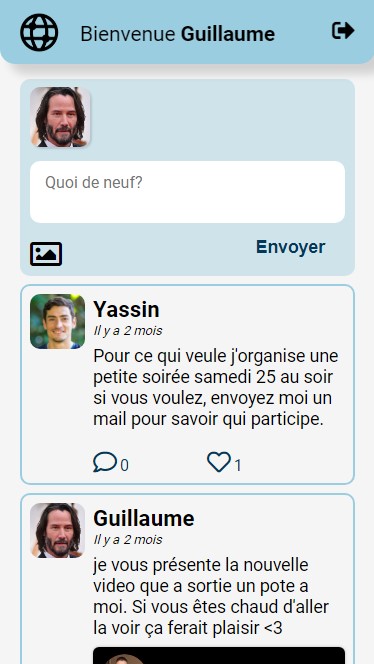 Bienvenue Guillaume
Quoi de neuf?
Envoyer
Yassin
Il y a 2 mois
Pour ce qui veule j'organise une
petite soirée samedi 25 au soir
si vous voulez, envoyez moi un
mail pour savoir qui participe.
0 1
Guillaume
Il y a 2 mois
je vous présente la nouvelle
video que a sortie un pote a
moi. Si vous êtes chaud d'aller
la voir ça ferait plaisir <3